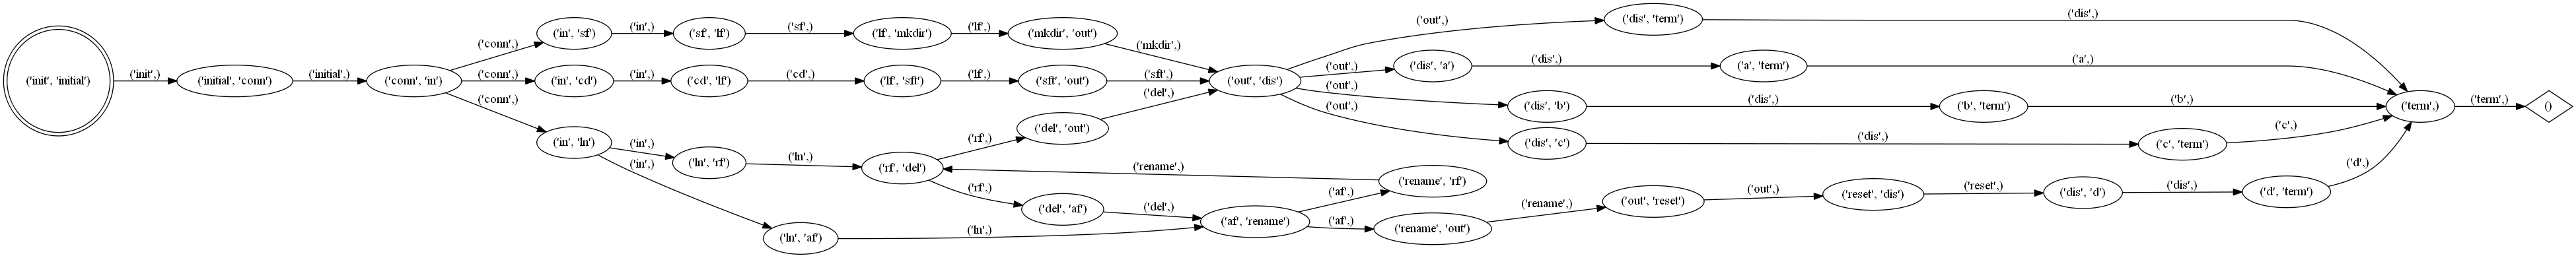 ('init', 'initial')
('init',)
('initial', 'conn')
('initial',)
('conn', 'in')
('conn',)
('in', 'sf')
('in',)
('sf', 'lf')
('sf',)
('lf', 'mkdir')
('lf',)
('mkdir', 'out')
('mkdir',)
('conn',)
('in', 'cd')
('in',)
('cd', 'lf')
('cd',)
('lf', 'sft')
('lf',)
('sft', 'out')
('sft',)
('out', 'dis')
('conn',)
('in', 'ln')
('in',)
('ln', 'rf')
('ln',)
('rf', 'del')
('rf',)
('del', 'out')
('del',)
('rf',)
('del', 'af')
('del',)
('in',)
('ln', 'af')
('ln',)
('af', 'rename')
('af',)
('rename', 'rf')
('rename',)
('af',)
('rename', 'out')
('rename',)
('out', 'reset')
('out',)
('reset', 'dis')
('reset',)
('dis', 'd')
('dis',)
('d', 'term')
('d',)
('out',)
('dis', 'term')
('dis',)
('out',)
('dis', 'a')
('dis',)
('a', 'term')
('a',)
('out',)
('dis', 'b')
('dis',)
('b', 'term')
('b',)
('out',)
('dis', 'c')
('dis',)
('c', 'term')
('c',)
('term',)
('term',)
()